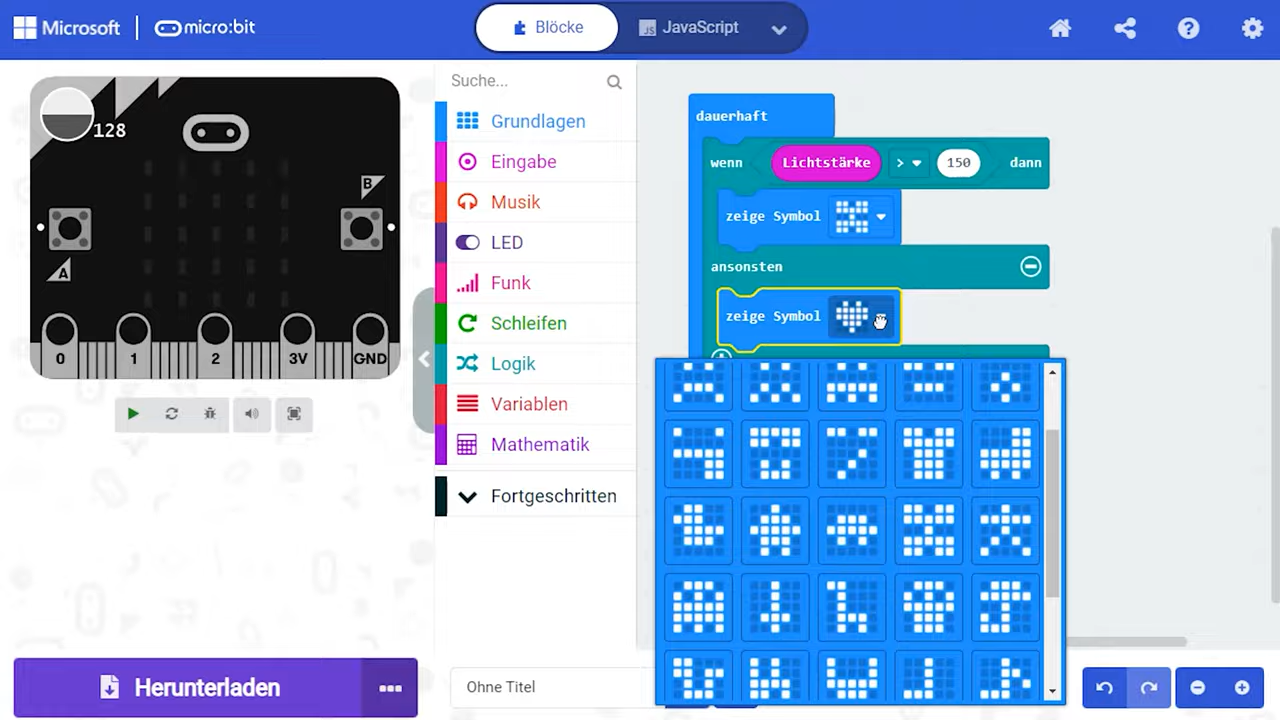 Microsoft
micro:bit
Blöcke
JS
JavaScript
128
B
A
0
1
2
3V
GND
Suche...
Grundlagen
Eingabe
Musik
LED
Funk
Schleifen
Logik
Variablen
Mathematik
Fortgeschritten
dauerhaft
wenn Lichtstärke > 150 dann
zeige Symbol
ansonsten
zeige Symbol
Herunterladen
Ohne Titel